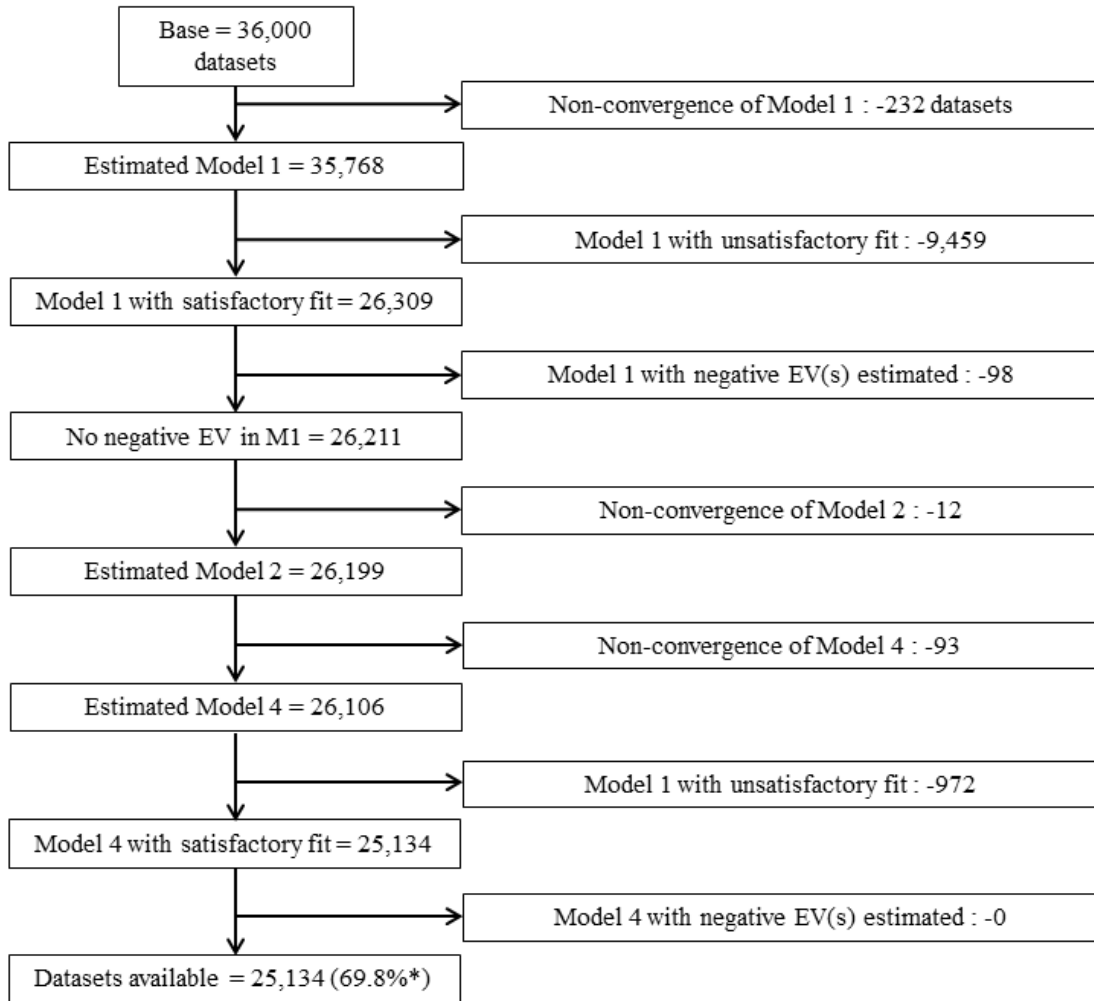 Base = 36,000
datasets
Non-convergence of Model 1 : -232 datasets
Estimated Model 1 = 35,768
Model 1 with unsatisfactory fit : -9,459
Model 1 with satisfactory fit = 26,309
Model 1 with negative EV(s) estimated : -98
No negative EV in M1 = 26,211
Non-convergence of Model 2 : -12
Estimated Model 2 = 26,199
Non-convergence of Model 4 : -93
Estimated Model 4 = 26,106
Model 1 with unsatisfactory fit : -972
Model 4 with satisfactory fit = 25,134
Model 4 with negative EV(s) estimated : -0
Datasets available = 25,134 (69.8%*)